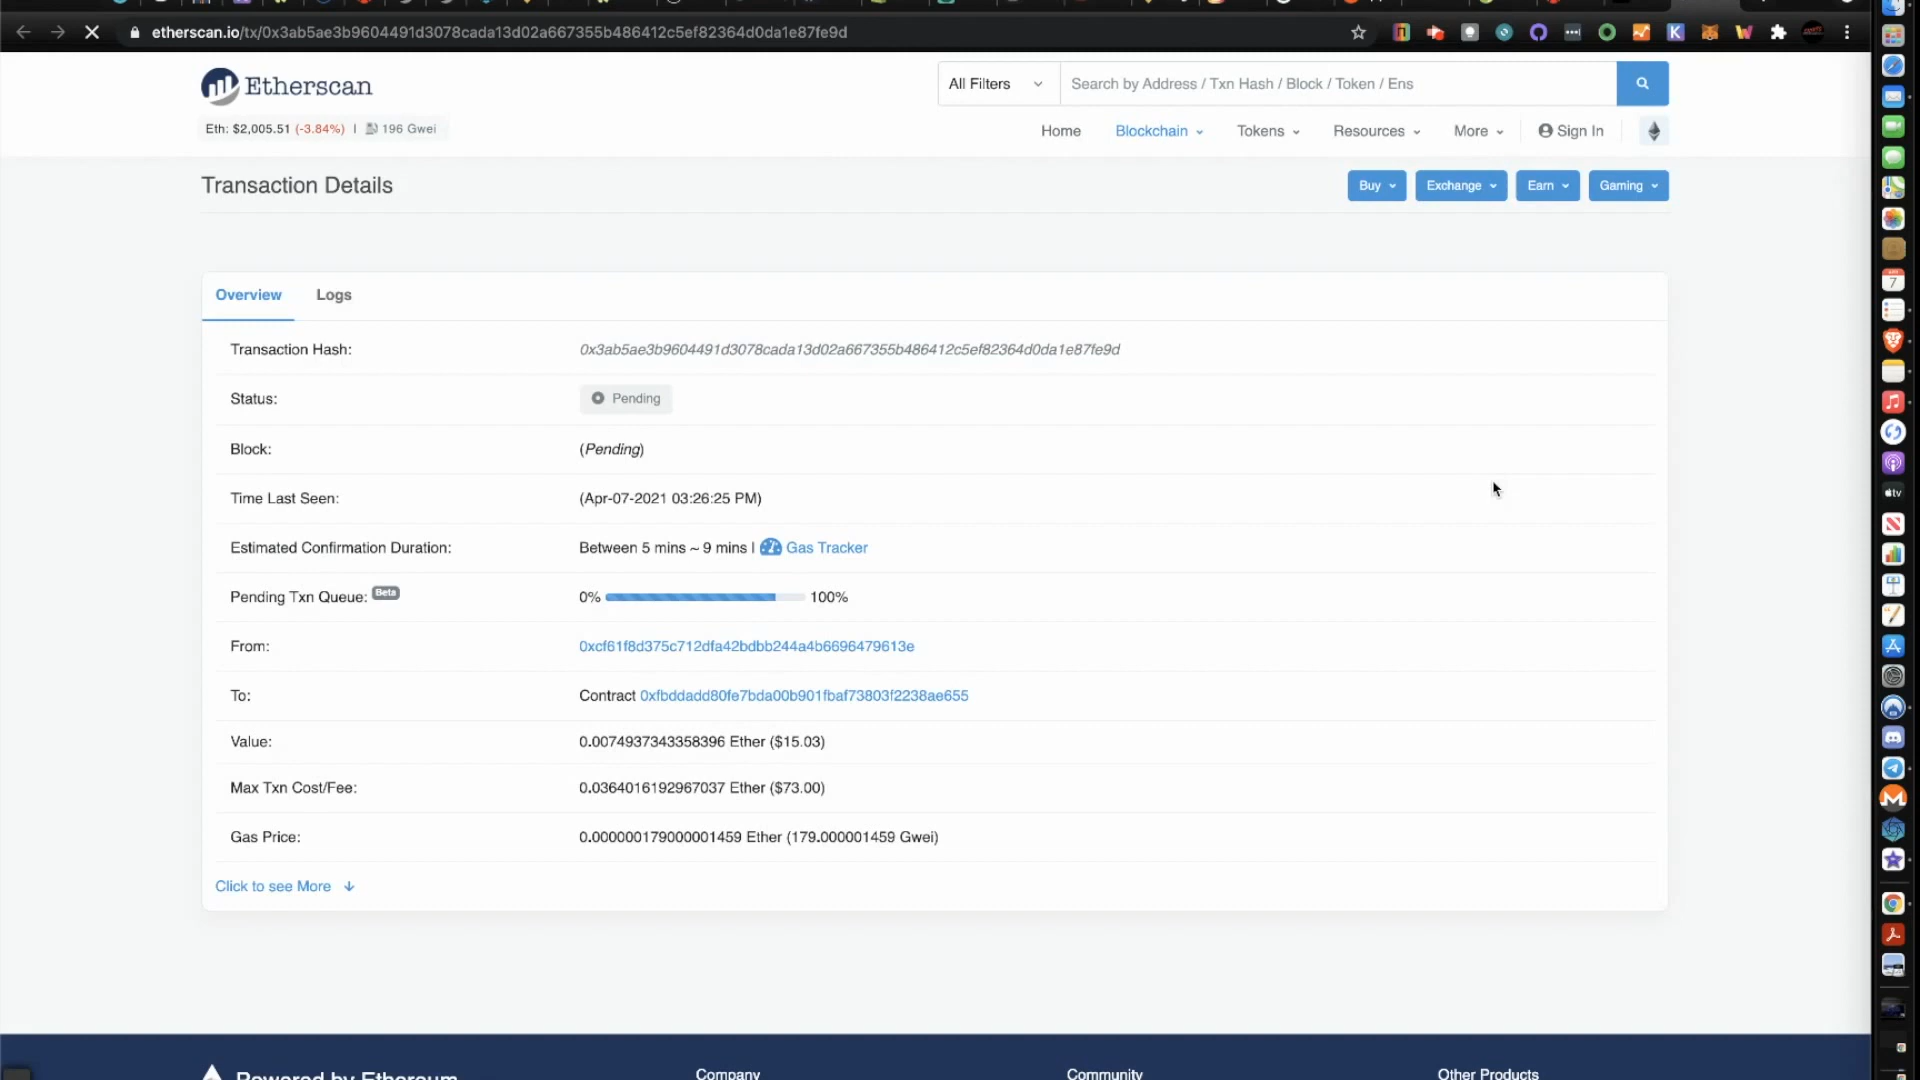 etherscan.io/tx/0x3ab5ae3b9604491d3078cada13d02a667355b486412c5ef82364d0da1e87fe9d
Etherscan
All Filters
Search by Address / Txn Hash / Block / Token / Ens
Eth: $2,005.51 (-3.84%) | 196 Gwei
Home Blockchain Tokens Resources More Sign In
Transaction Details
Buy Exchange Earn Gaming
Overview Logs
Transaction Hash: 0x3ab5ae3b9604491d3078cada13d02a667355b486412c5ef82364d0da1e87fe9d
Status: Pending
Block: (Pending)
Time Last Seen: (Apr-07-2021 03:26:25 PM)
Estimated Confirmation Duration: Between 5 mins ~ 9 mins | Gas Tracker
Pending Txn Queue: Beta 0% 100%
From: 0xcf61f8d375c712dfa42bdbb244a4b6696479613e
To: Contract 0xfbddadd80fe7bda00b901fbaf73803f2238ae655
Value: 0.0074937343358396 Ether ($15.03)
Max Txn Cost/Fee: 0.0364016192967037 Ether ($73.00)
Gas Price: 0.000000179000001459 Ether (179.000001459 Gwei)
Click to see More
Powered by Ethereum
Company
Community
Other Products
7
tv